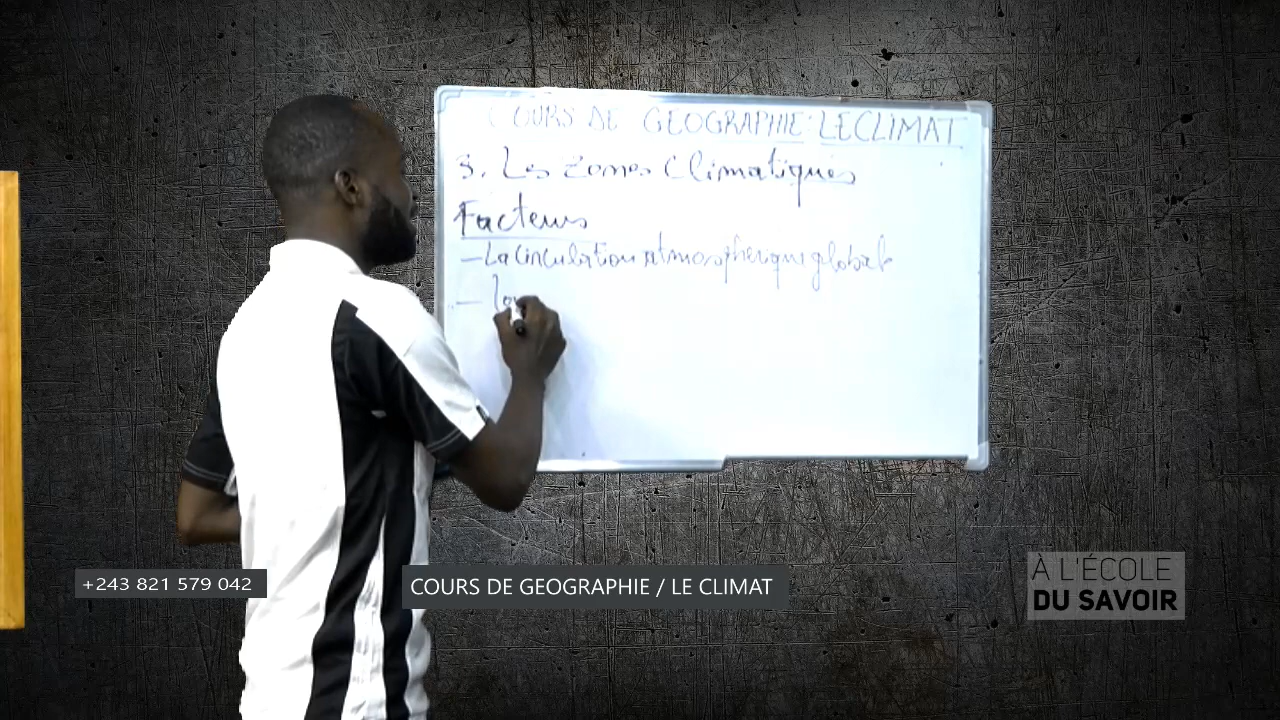 COURS DE GEOGRAPHIE: LE CLIMAT
3. Les Zones Climatiques
Facteurs
– La circulation atmospherique globale
–
+243 821 579 042
COURS DE GEOGRAPHIE / LE CLIMAT
À L'ÉCOLE
DU SAVOIR